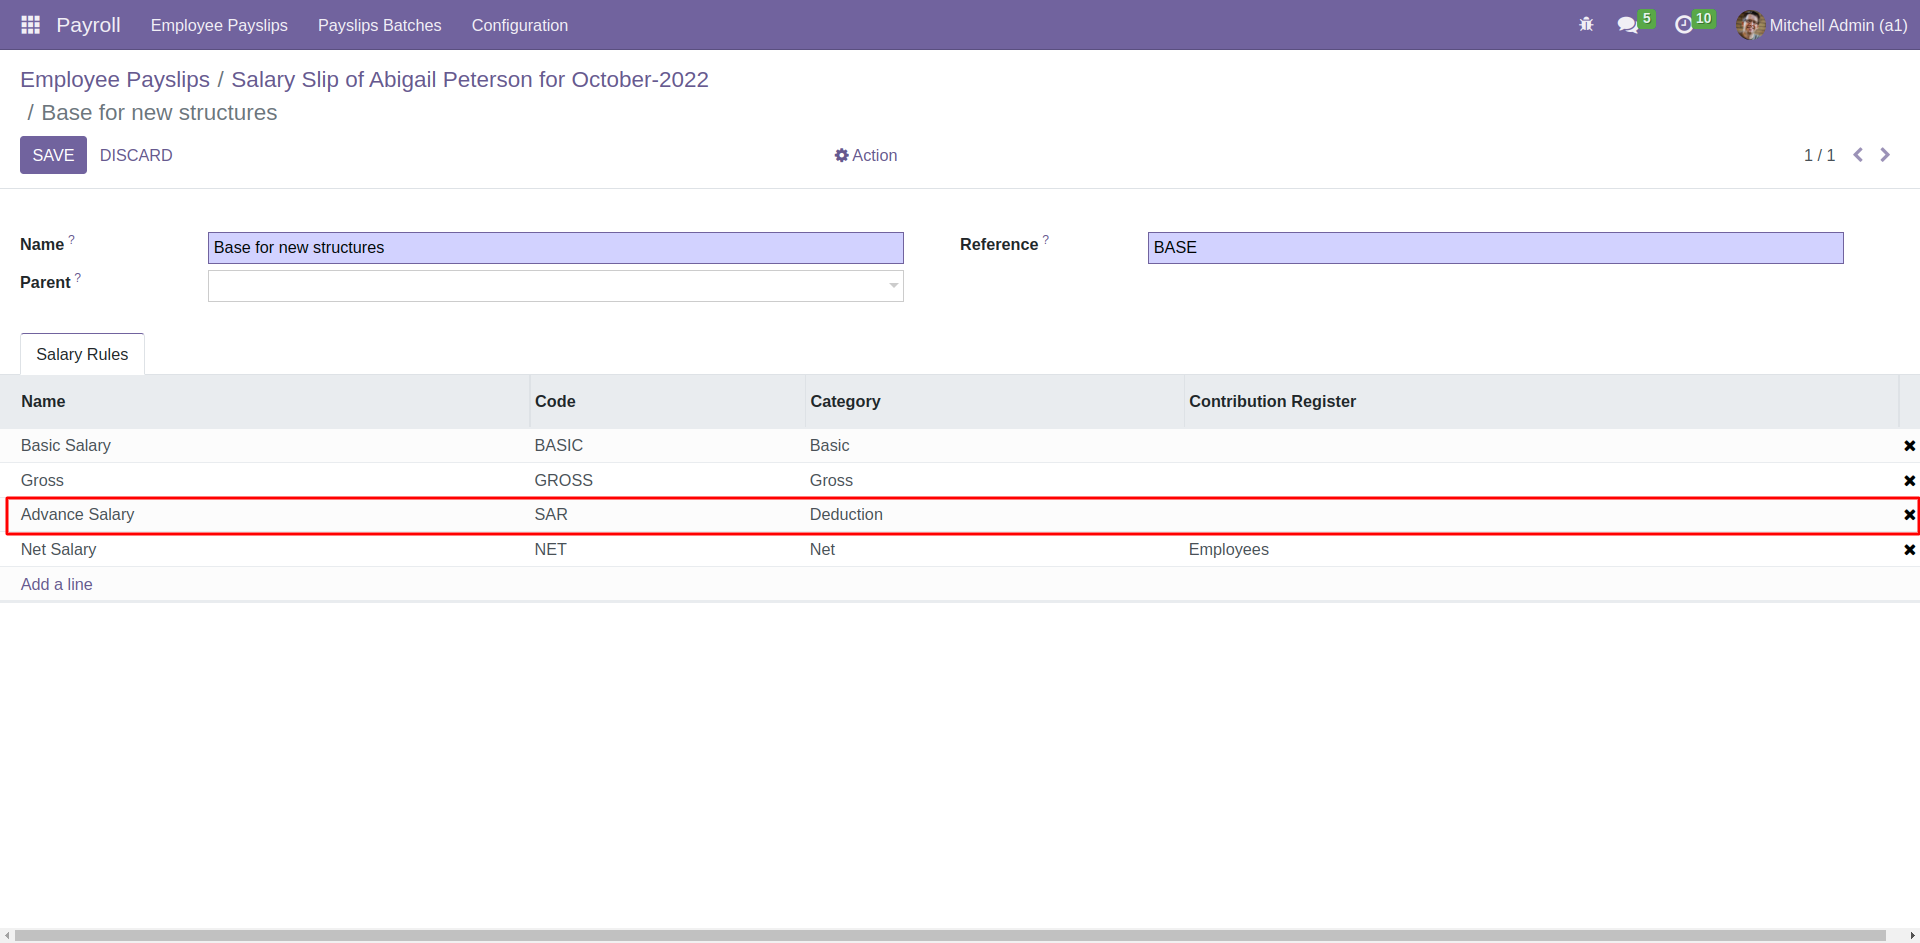 Payroll Employee Payslips Payslips Batches Configuration 5 10 Mitchell Admin (a1)
Employee Payslips / Salary Slip of Abigail Peterson for October-2022
/ Base for new structures
SAVE DISCARD Action 1 / 1
Name ? Base for new structures Reference ? BASE
Parent ?
Salary Rules
Name Code Category Contribution Register
Basic Salary BASIC Basic
Gross GROSS Gross
Advance Salary SAR Deduction
Net Salary NET Net Employees
Add a line